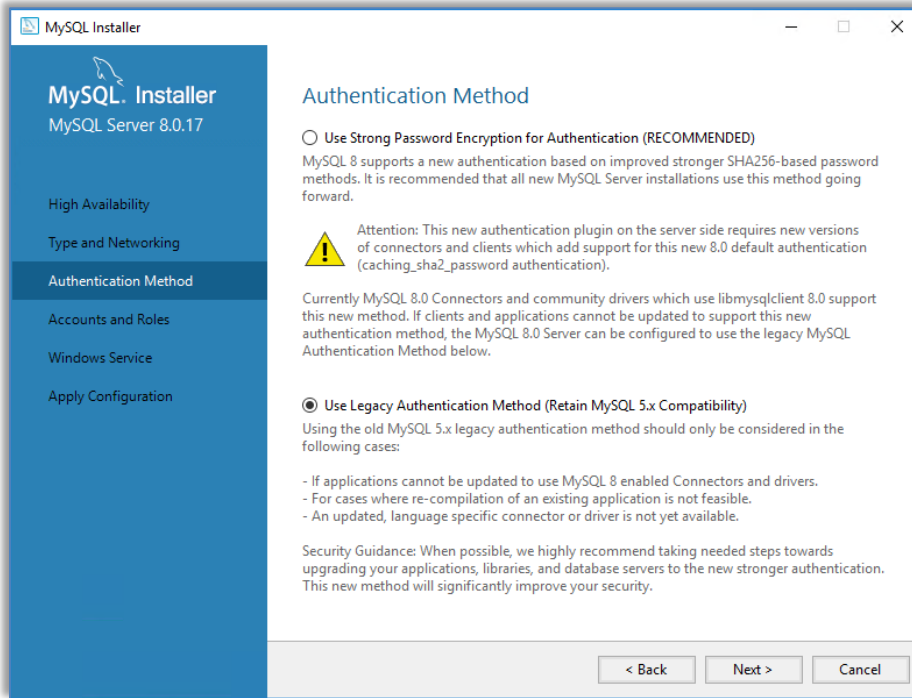 MySQL Installer
MySQL. Installer
MySQL Server 8.0.17
High Availability
Type and Networking
Authentication Method
Accounts and Roles
Windows Service
Apply Configuration
Authentication Method
Use Strong Password Encryption for Authentication (RECOMMENDED)
MySQL 8 supports a new authentication based on improved stronger SHA256-based password
methods. It is recommended that all new MySQL Server installations use this method going
forward.
Attention: This new authentication plugin on the server side requires new versions
of connectors and clients which add support for this new 8.0 default authentication
(caching_sha2_password authentication).
Currently MySQL 8.0 Connectors and community drivers which use libmysqlclient 8.0 support
this new method. If clients and applications cannot be updated to support this new
authentication method, the MySQL 8.0 Server can be configured to use the legacy MySQL
Authentication Method below.
Use Legacy Authentication Method (Retain MySQL 5.x Compatibility)
Using the old MySQL 5.x legacy authentication method should only be considered in the
following cases:
- If applications cannot be updated to use MySQL 8 enabled Connectors and drivers.
- For cases where re-compilation of an existing application is not feasible.
- An updated, language specific connector or driver is not yet available.
Security Guidance: When possible, we highly recommend taking needed steps towards
upgrading your applications, libraries, and database servers to the new stronger authentication.
This new method will significantly improve your security.
< Back
Next >
Cancel